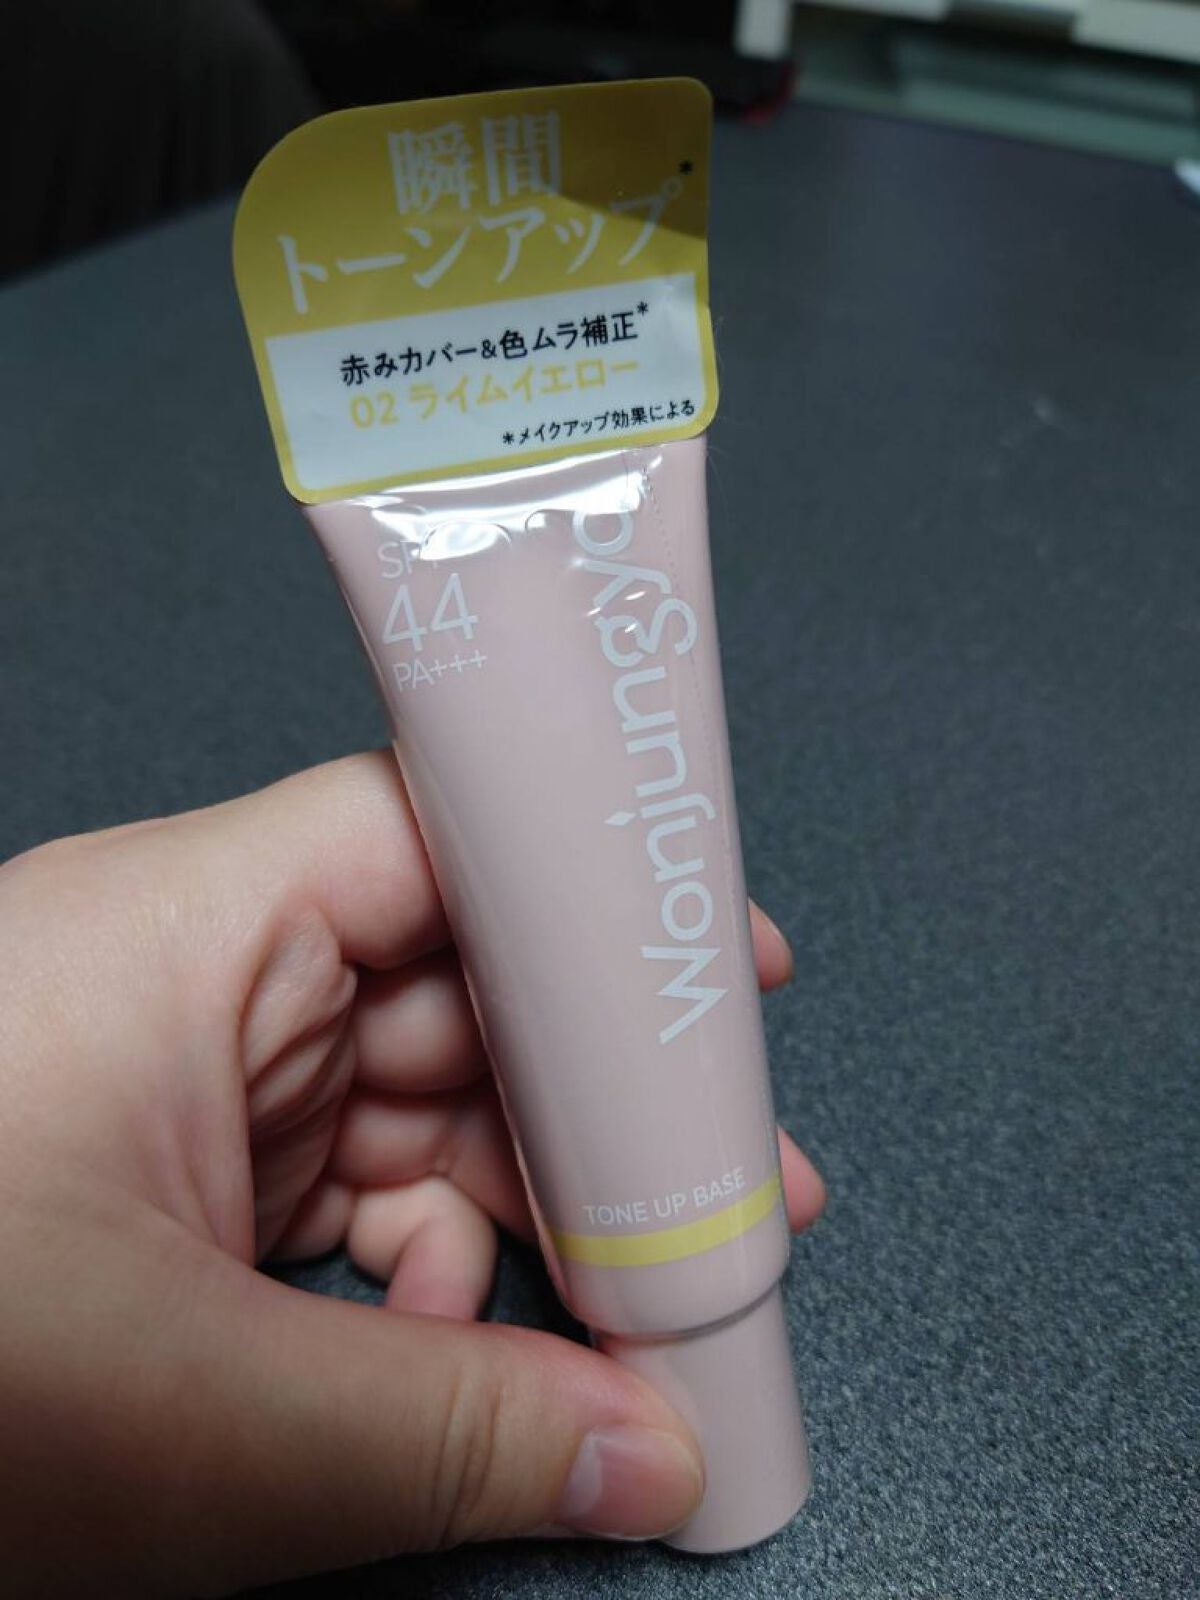 瞬間
トーンアップ*
赤みカバー&色ムラ補正*
02 ライムイエロー
*メイクアップ効果による
44
PA+++
Wonjungyo
TONE UP BASE